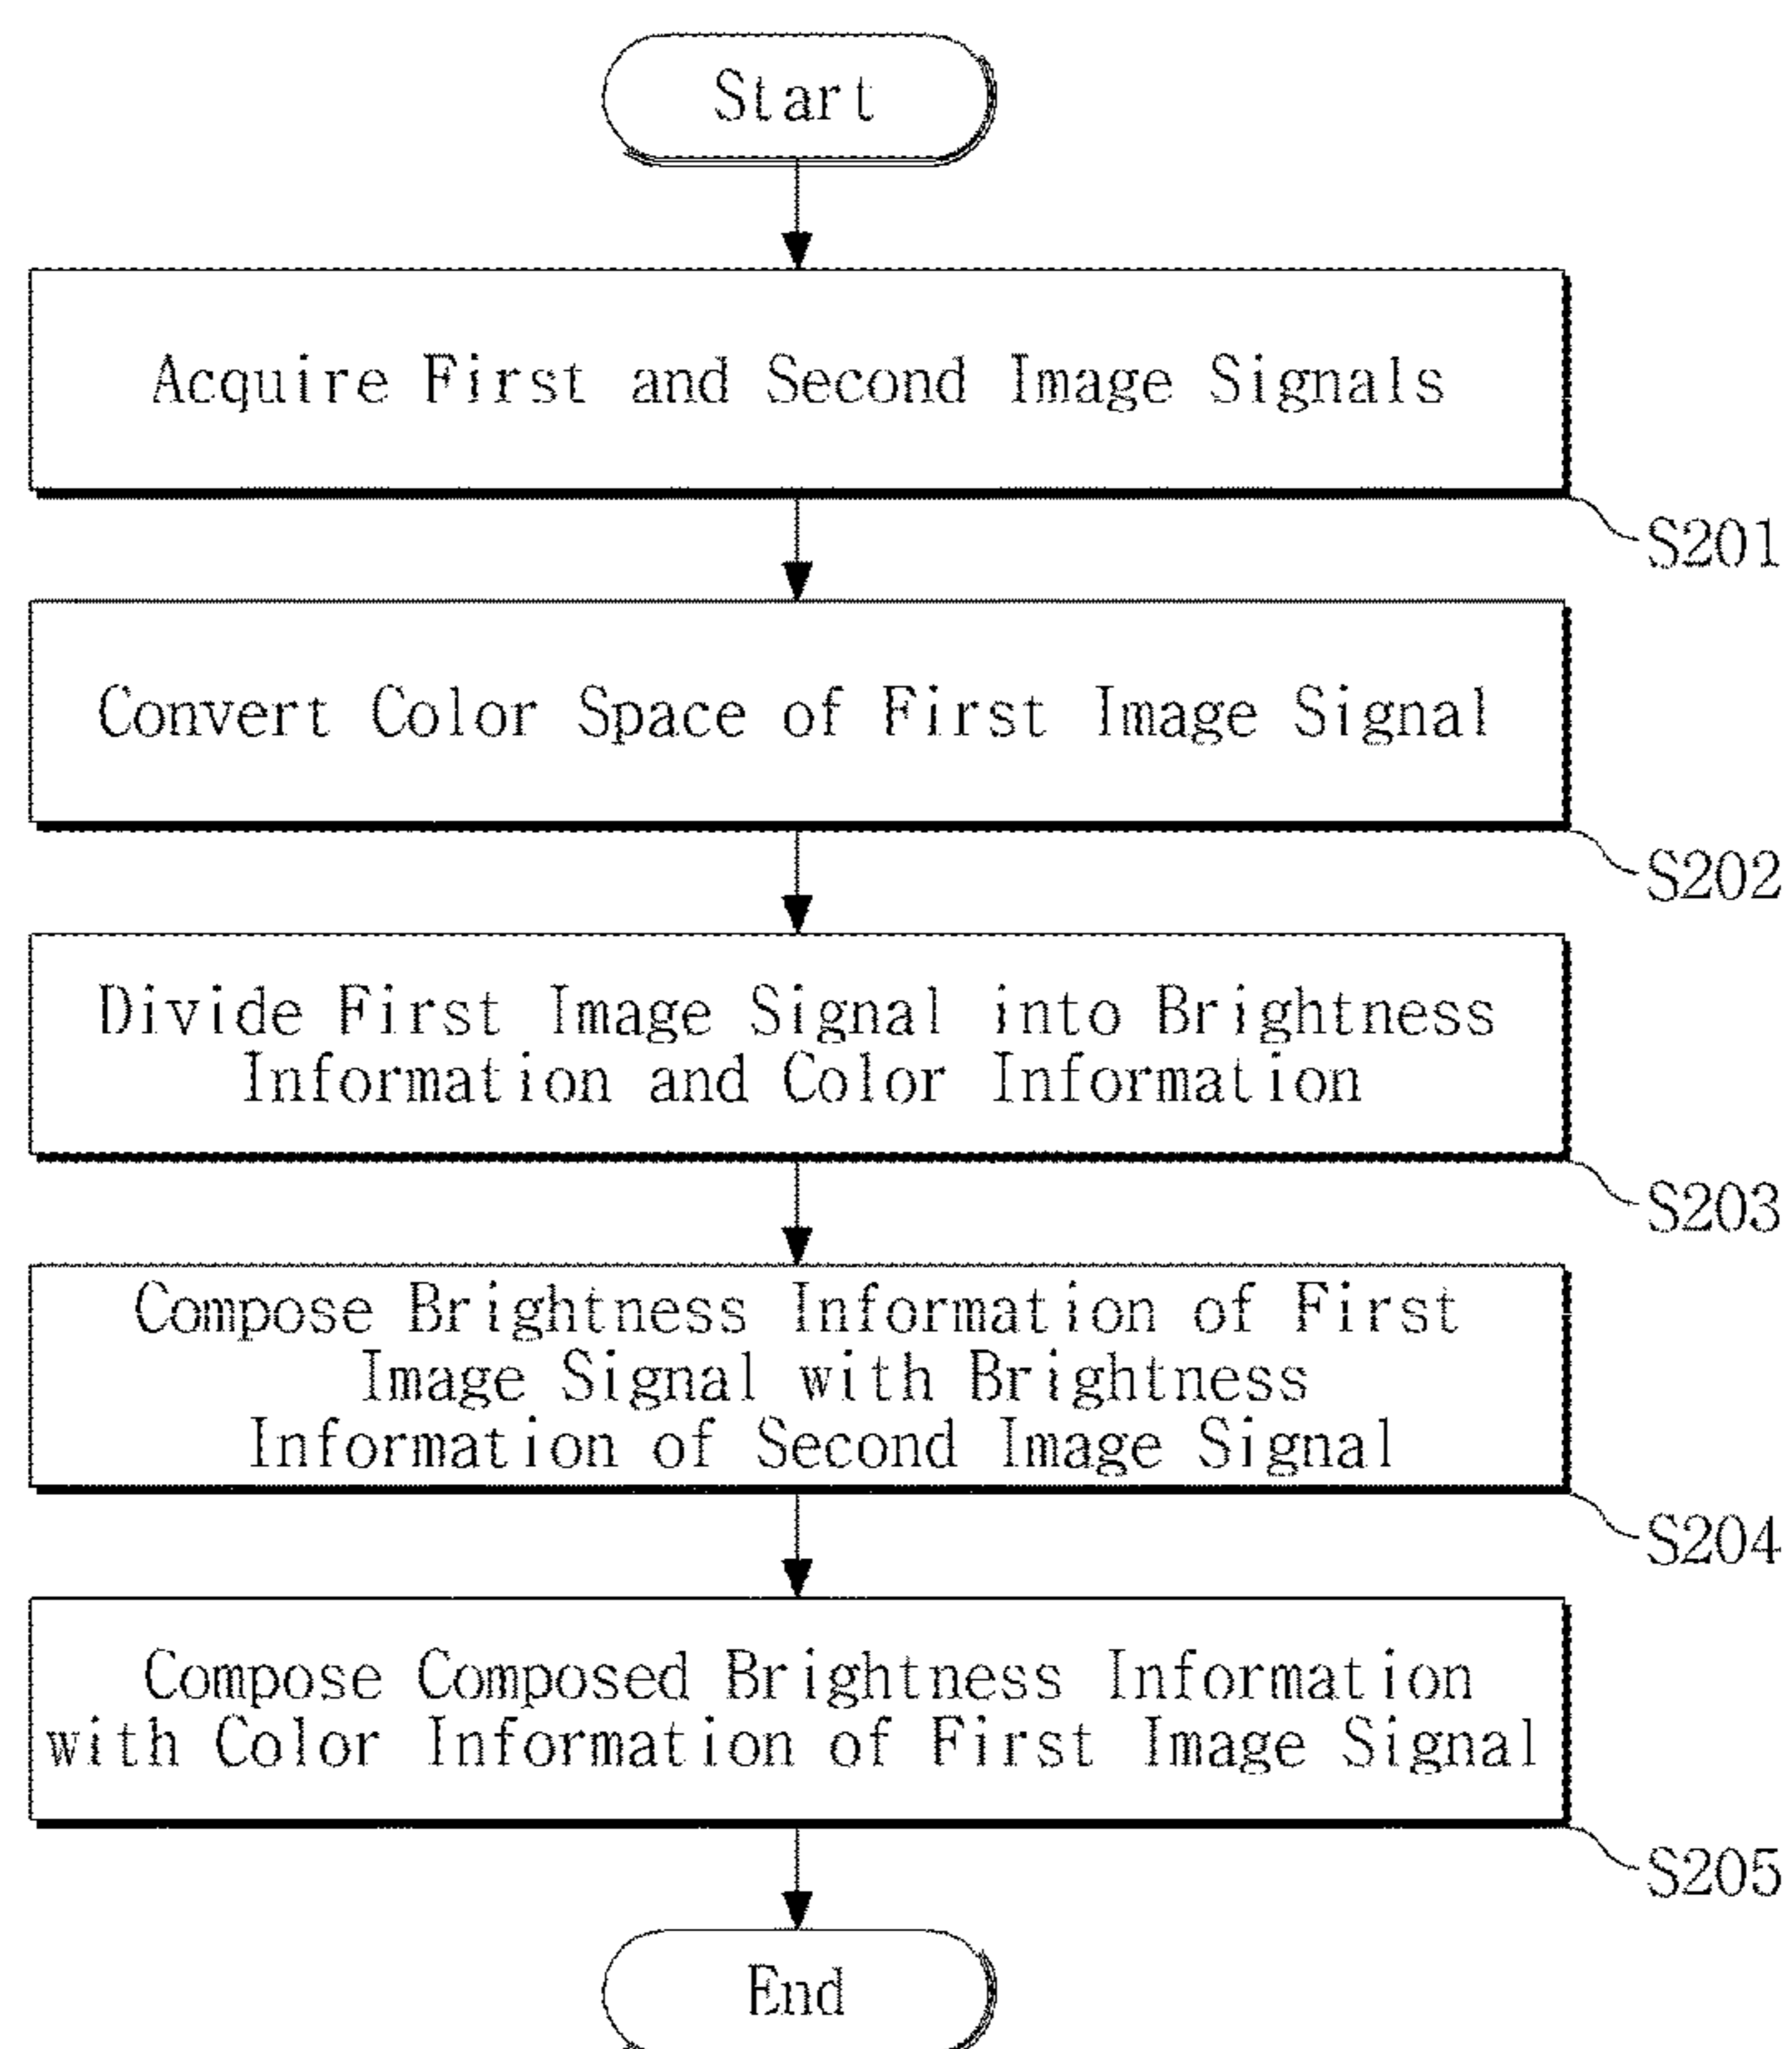 Start
Acquire First and Second Image Signals
S201
Convert Color Space of First Image Signal
S202
Divide First Image Signal into Brightness
Information and Color Information
S203
Compose Brightness Information of First
Image Signal with Brightness
Information of Second Image Signal
S204
Compose Composed Brightness Information
with Color Information of First Image Signal
S205
End